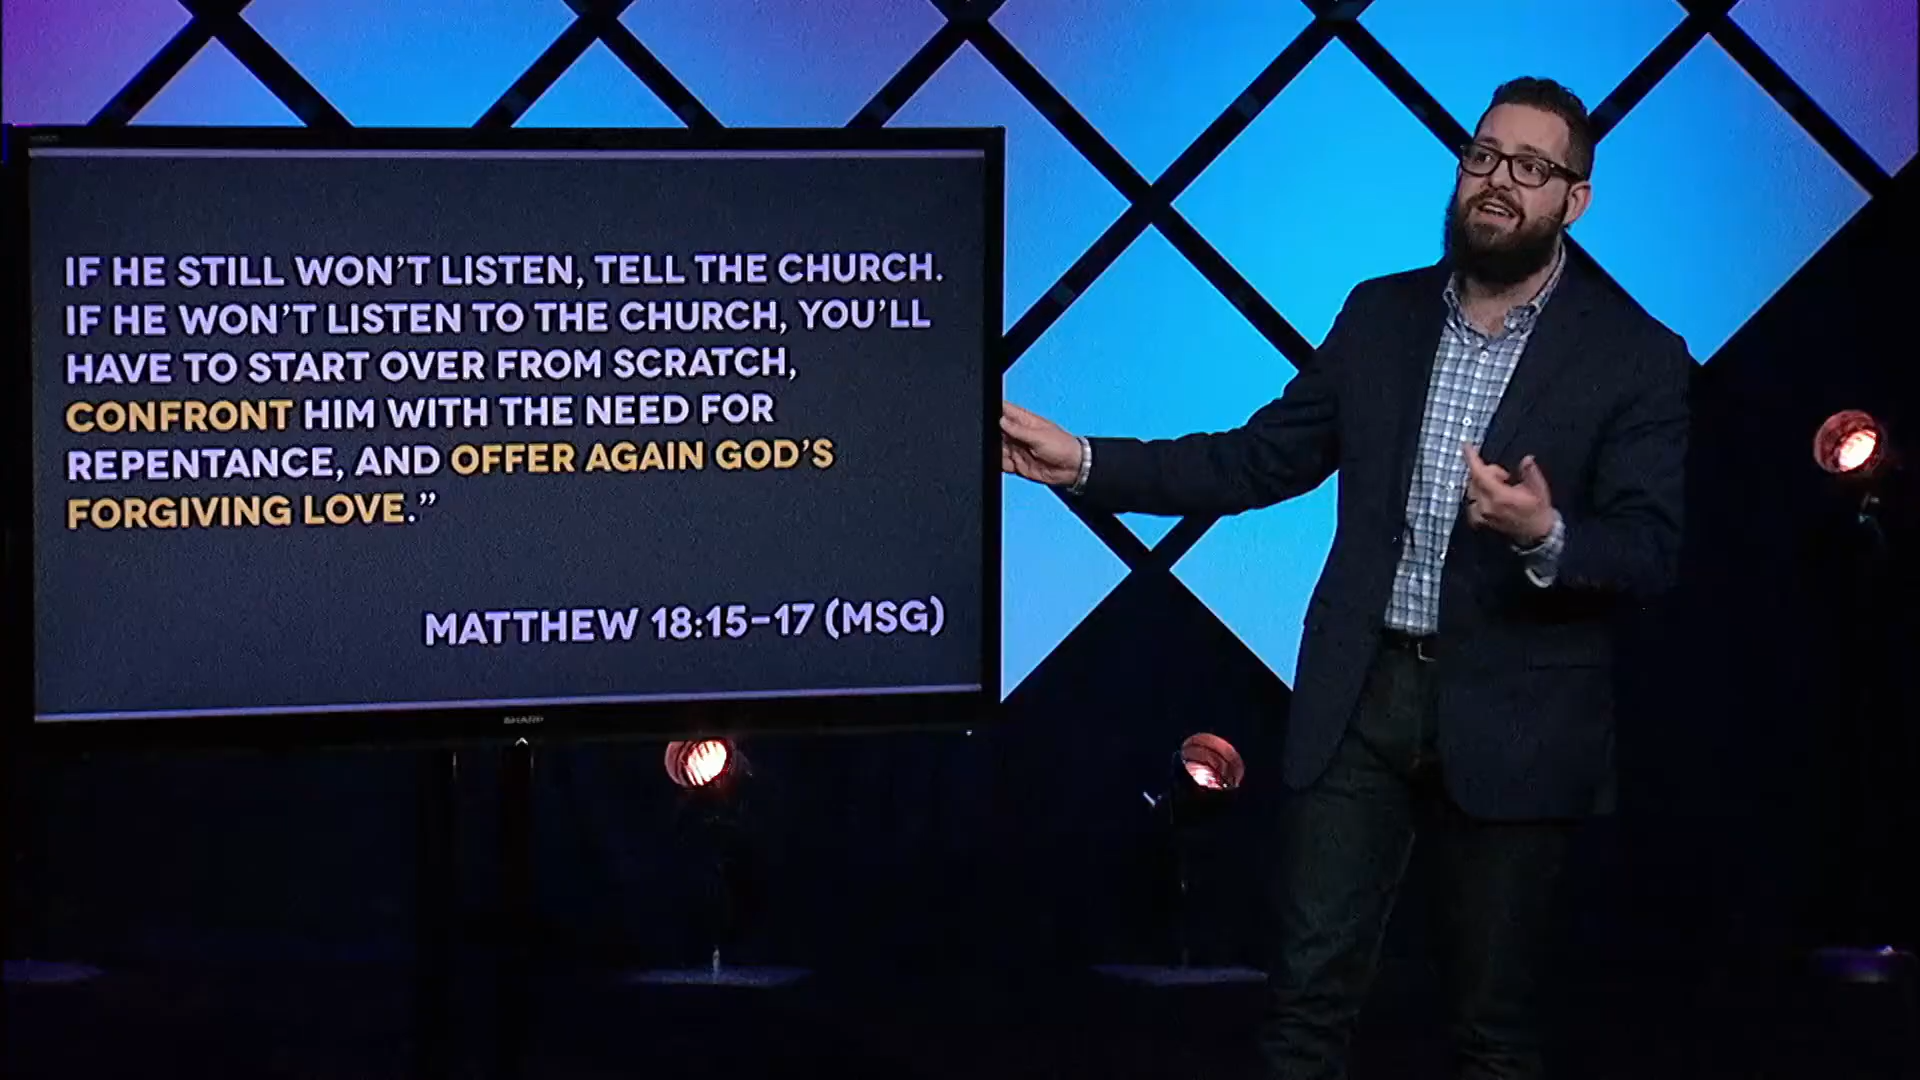 IF HE STILL WON'T LISTEN, TELL THE CHURCH.
IF HE WON'T LISTEN TO THE CHURCH, YOU'LL
HAVE TO START OVER FROM SCRATCH,
CONFRONT HIM WITH THE NEED FOR
REPENTANCE, AND OFFER AGAIN GOD'S
FORGIVING LOVE.”
MATTHEW 18:15–17 (MSG)
SHARP